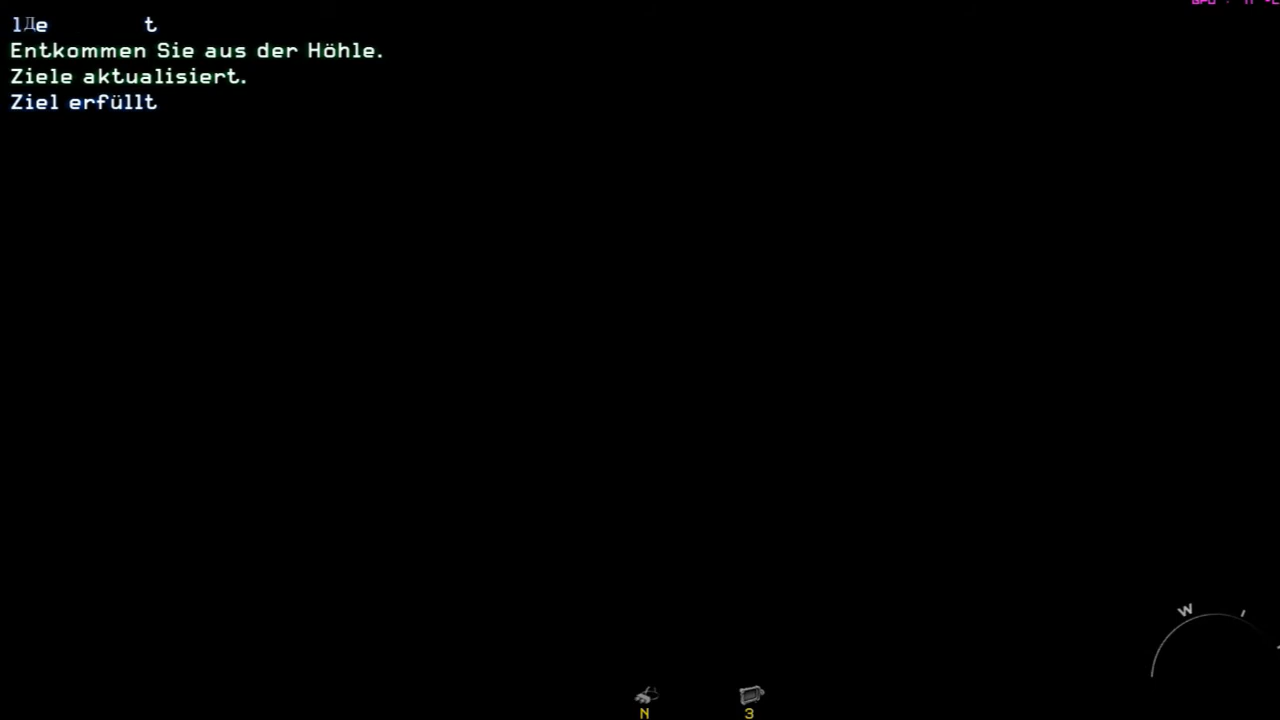 Entkommen Sie aus der Höhle.
Ziele aktualisiert.
Ziel erfüllt
W
N
3